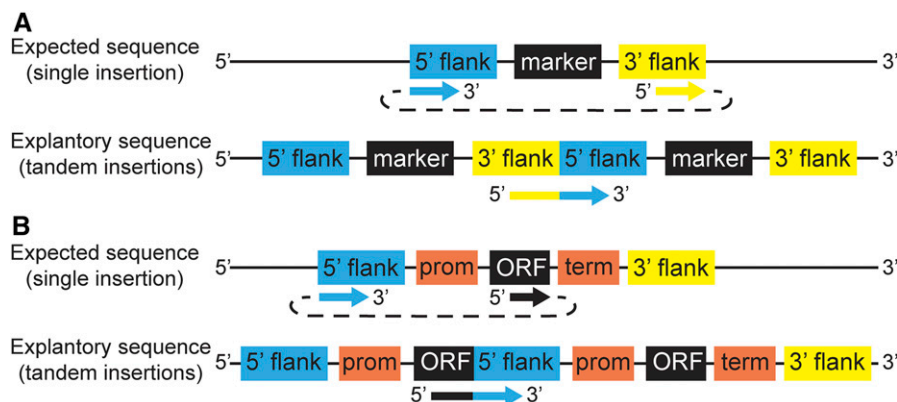 A
Expected sequence
(single insertion)
5’ 5’ flank marker 3’ flank 3’
3’ 5’
Explantory sequence
(tandem insertions)
5’ 5’ flank marker 3’ flank 5’ flank marker 3’ flank 3’
5’ 3’
B
Expected sequence
(single insertion)
5’ 5’ flank prom ORF term 3’ flank 3’
3’ 5’
Explantory sequence
(tandem insertions)
5’ 5’ flank prom ORF 5’ flank prom ORF term 3’ flank 3’
5’ 3’